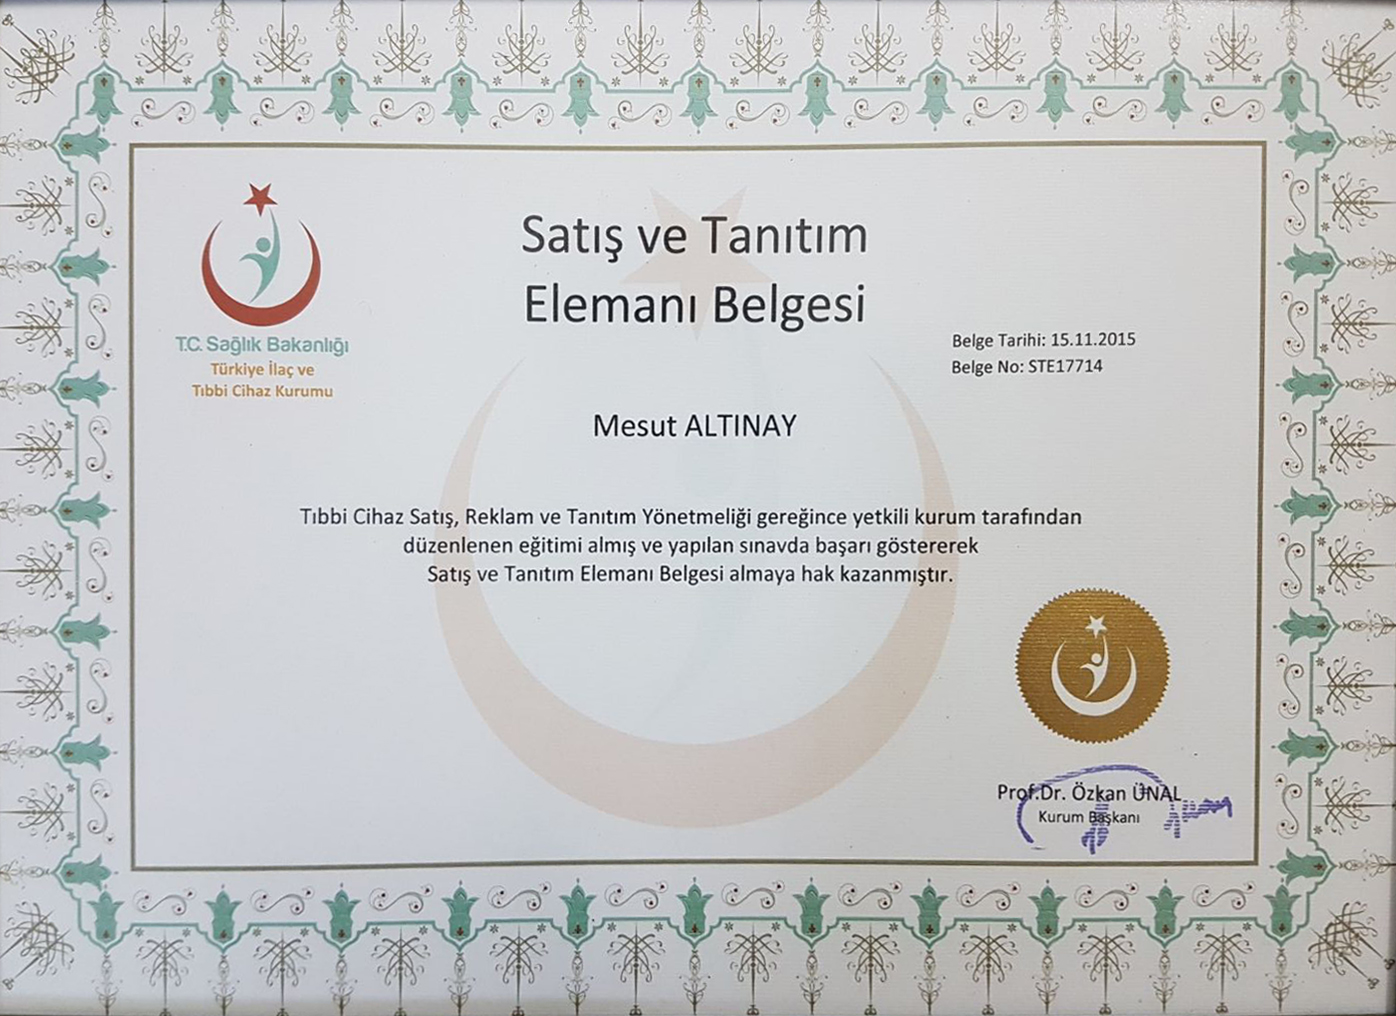 T.C. Sağlık Bakanlığı
Türkiye İlaç ve
Tıbbi Cihaz Kurumu
Satış ve Tanıtım
Elemanı Belgesi
Belge Tarihi: 15.11.2015
Belge No: STE17714
Mesut ALTINAY
Tıbbi Cihaz Satış, Reklam ve Tanıtım Yönetmeliği gereğince yetkili kurum tarafından
düzenlenen eğitimi almış ve yapılan sınavda başarı göstererek
Satış ve Tanıtım Elemanı Belgesi almaya hak kazanmıştır.
Prof.Dr. Özkan ÜNAL
Kurum Başkanı